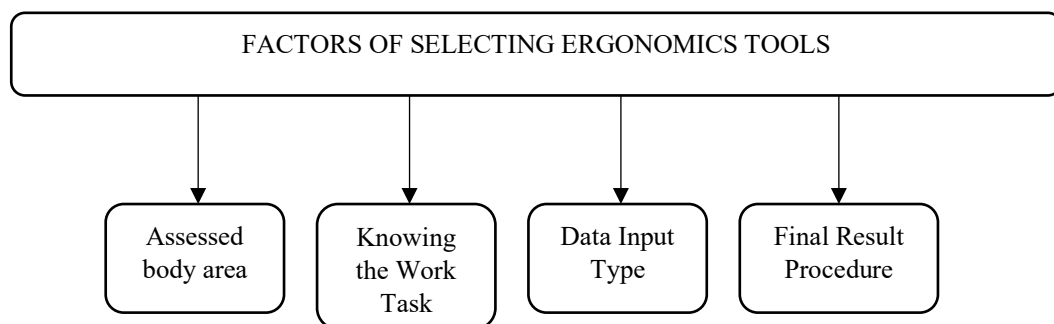 FACTORS OF SELECTING ERGONOMICS TOOLS
Assessed
body area
Knowing
the Work
Task
Data Input
Type
Final Result
Procedure